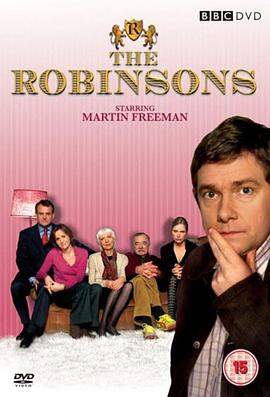 BBC DVD
R
THE
ROBINSONS
STARRING
MARTIN FREEMAN
DVD
VIDEO
15